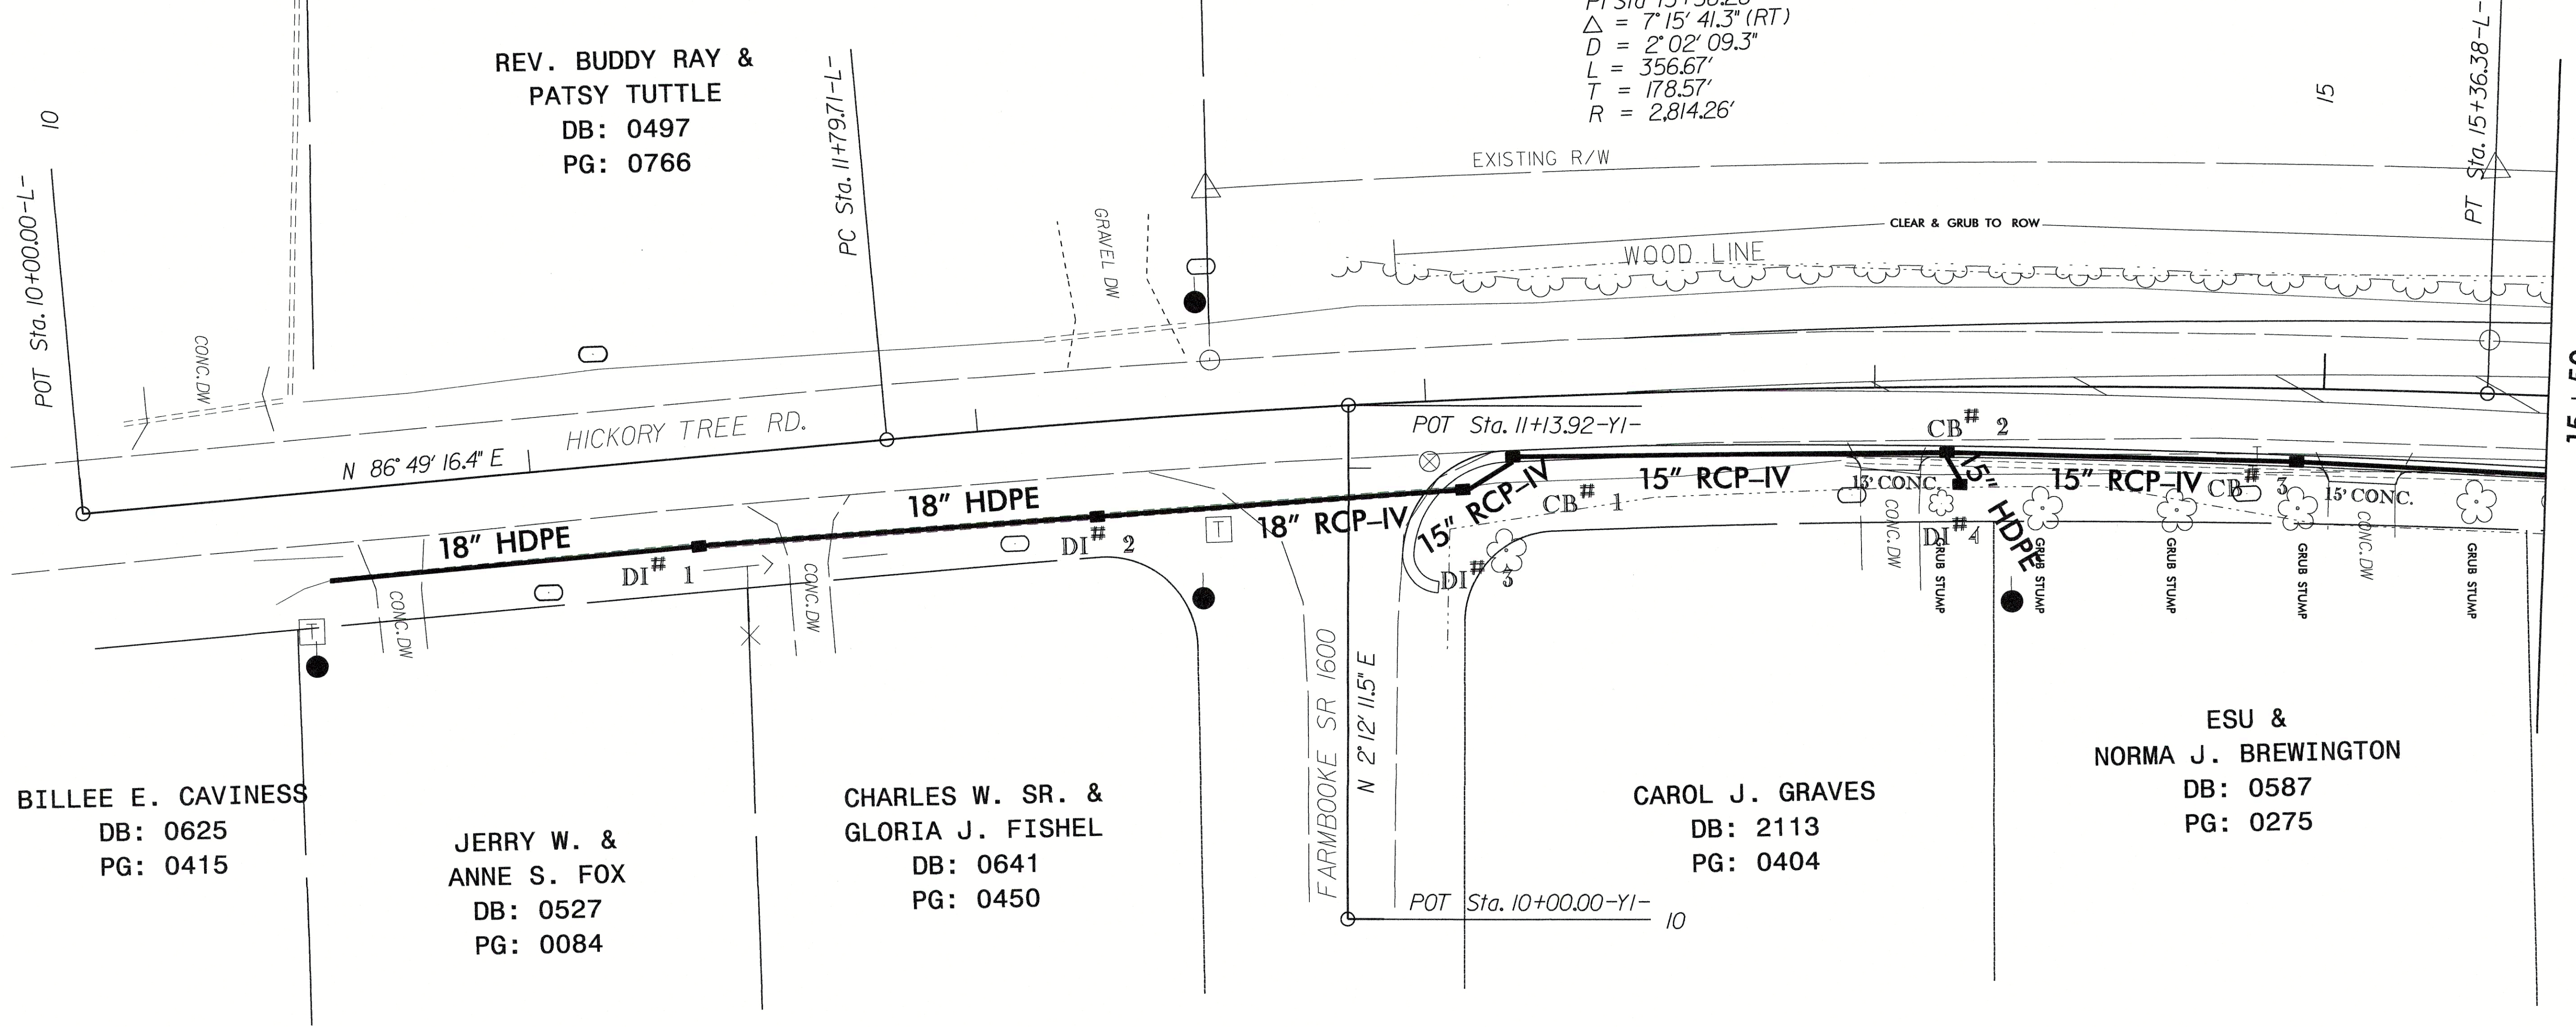 POT Sta. 10+00.00-L-
10
REV. BUDDY RAY &
PATSY TUTTLE
DB: 0497
PG: 0766
PC Sta. 11+79.71-L-
△ = 7° 15' 41.3" (RT)
D = 2° 02' 09.3"
L = 356.67'
T = 178.57'
R = 2,814.26'
15
PT Sta. 15+36.38-L-
EXISTING R/W
CLEAR & GRUB TO ROW
WOOD LINE
GRAVEL DW
CONC.DW
HICKORY TREE RD.
N 86° 49' 16.4" E
POT Sta. 11+13.92-Y1-
18" HDPE
18" HDPE
18" RCP-IV
15" RCP-IV
15" RCP-IV
15" HDPE
15" RCP-IV
DI# 1
DI# 2
DI# 3
CB# 1
CB# 2
DI# 4
CB# 3
13' CONC.
15' CONC.
T
T
CONC.DW
CONC.DW
CONC.DW
CONC.DW
GRUB STUMP
GRUB STUMP
GRUB STUMP
GRUB STUMP
GRUB STUMP
FARMBOOKE SR 1600
N 2° 12' 11.5" E
BILLEE E. CAVINESS
DB: 0625
PG: 0415
JERRY W. &
ANNE S. FOX
DB: 0527
PG: 0084
CHARLES W. SR. &
GLORIA J. FISHEL
DB: 0641
PG: 0450
CAROL J. GRAVES
DB: 2113
PG: 0404
ESU &
NORMA J. BREWINGTON
DB: 0587
PG: 0275
POT Sta. 10+00.00-Y1-
10